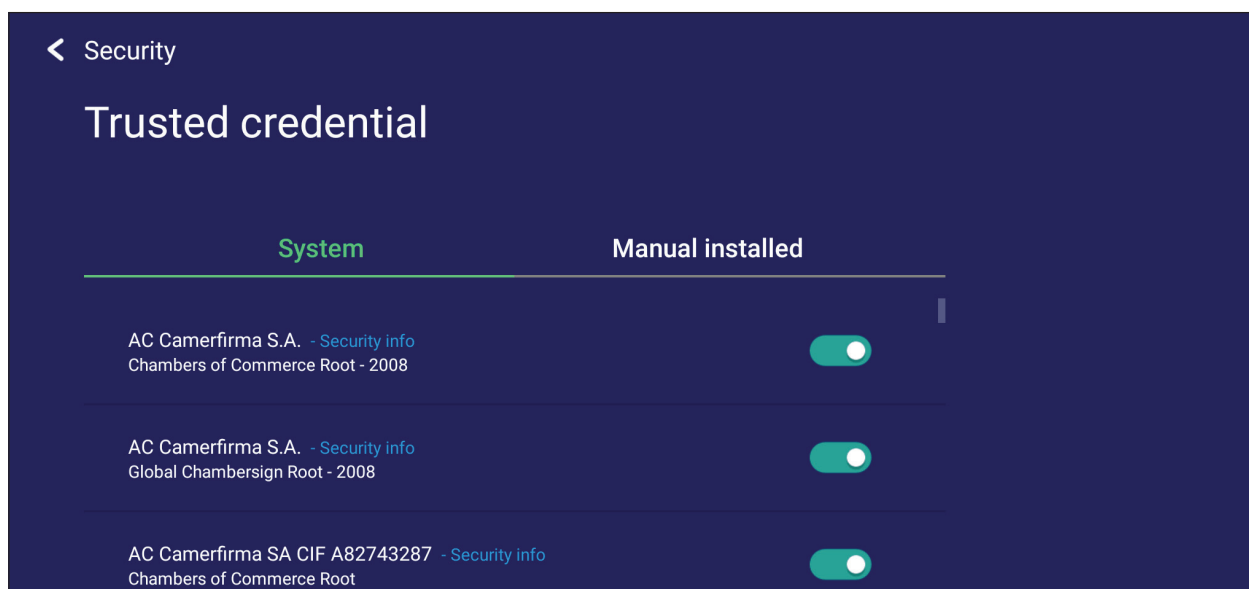 Security
Trusted credential
System Manual installed
AC Camerfirma S.A. - Security info
Chambers of Commerce Root - 2008
AC Camerfirma S.A. - Security info
Global Chambersign Root - 2008
AC Camerfirma SA CIF A82743287 - Security info
Chambers of Commerce Root